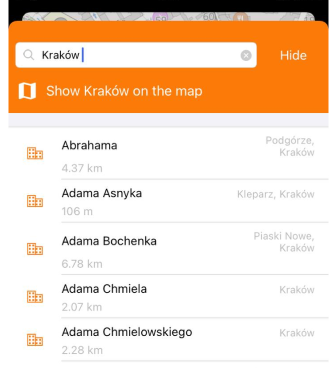 Kraków
Hide
Show Kraków on the map
Abrahama
Podgórze,
Kraków
4.37 km
Adama Asnyka
Kleparz, Kraków
106 m
Adama Bochenka
Piaski Nowe,
Kraków
6.78 km
Adama Chmiela
Kraków
2.07 km
Adama Chmielowskiego
Kraków
2.28 km